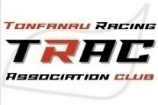 Tonfanau Racing
TRAC
Association club